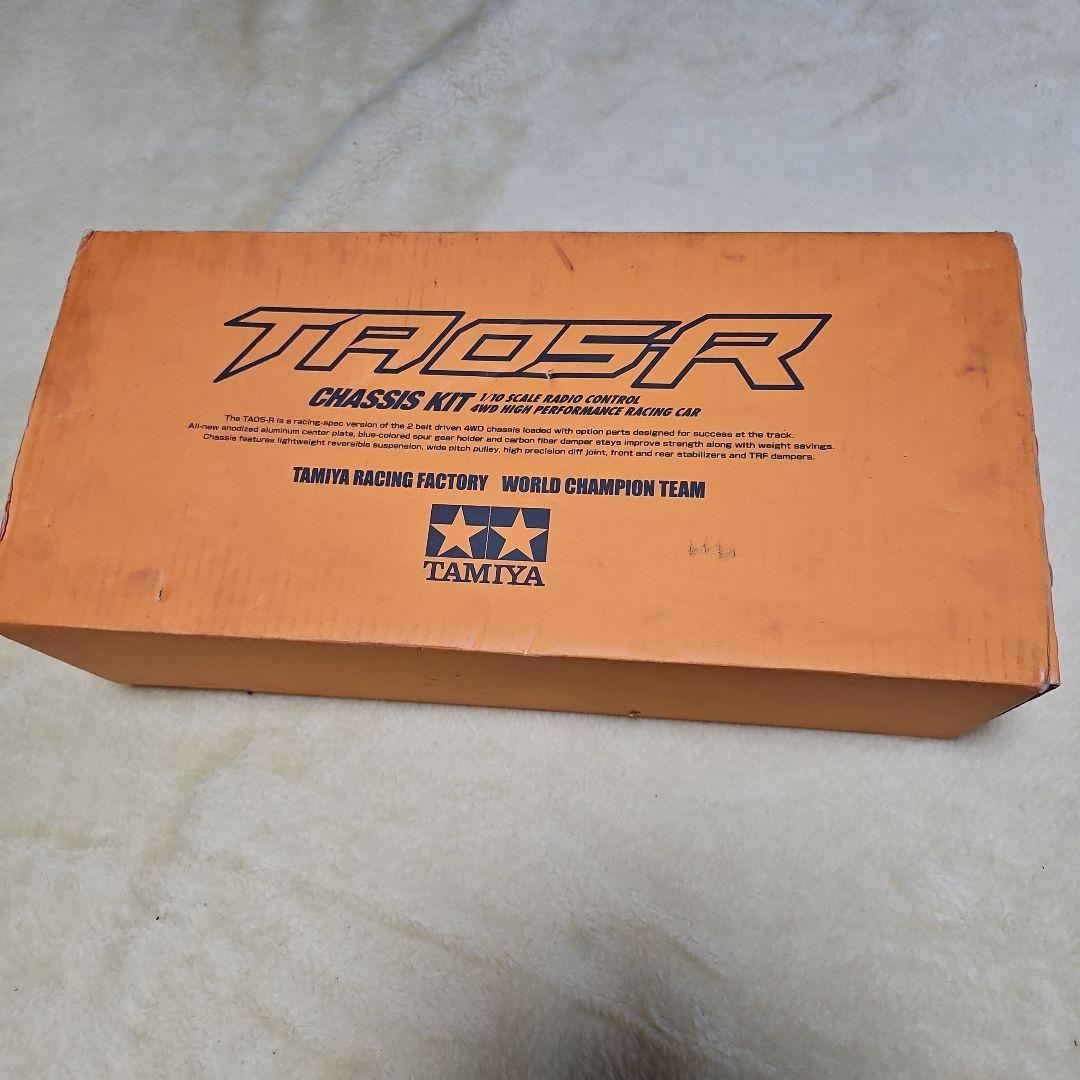 TA05-R
CHASSIS KIT 1/10 SCALE RADIO CONTROL
4WD HIGH PERFORMANCE RACING CAR
The TA05-R is a racing-spec version of the 2 belt driven 4WD chassis loaded with option parts designed for success at the track.
All-new anodized aluminum center plate, blue-colored spur gear holder and carbon fiber damper stays improve strength along with weight savings.
Chassis features lightweight reversible suspension, wide pitch pulley, high precision diff joint, front and rear stabilizers and TRF dampers.
TAMIYA RACING FACTORY WORLD CHAMPION TEAM
TAMIYA